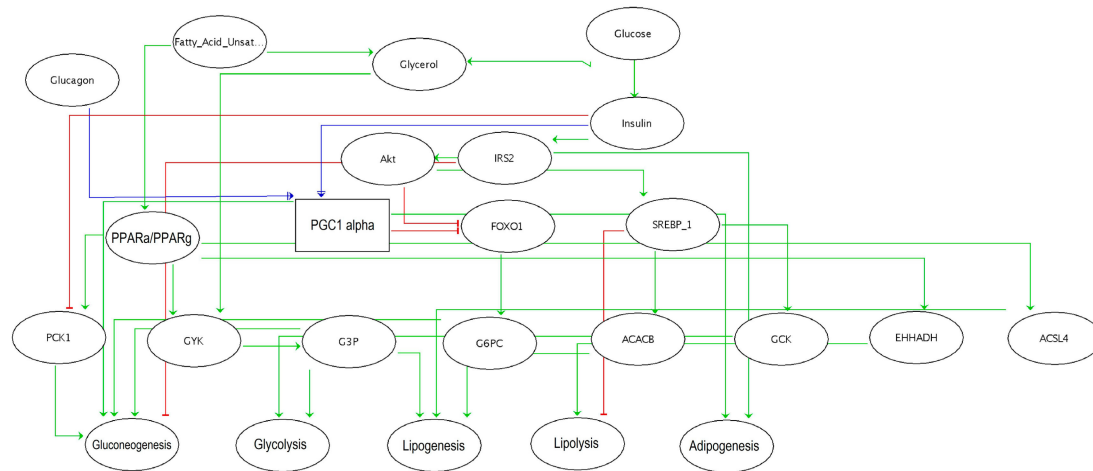 Fatty_Acid_Unsat...
Glucose
Glycerol
Glucagon
Insulin
Akt
IRS2
PGC1 alpha
FOXO1
SREBP_1
PPARa/PPARg
PCK1
GYK
G3P
G6PC
ACACB
GCK
EHHADH
ACSL4
Gluconeogenesis
Glycolysis
Lipogenesis
Lipolysis
Adipogenesis